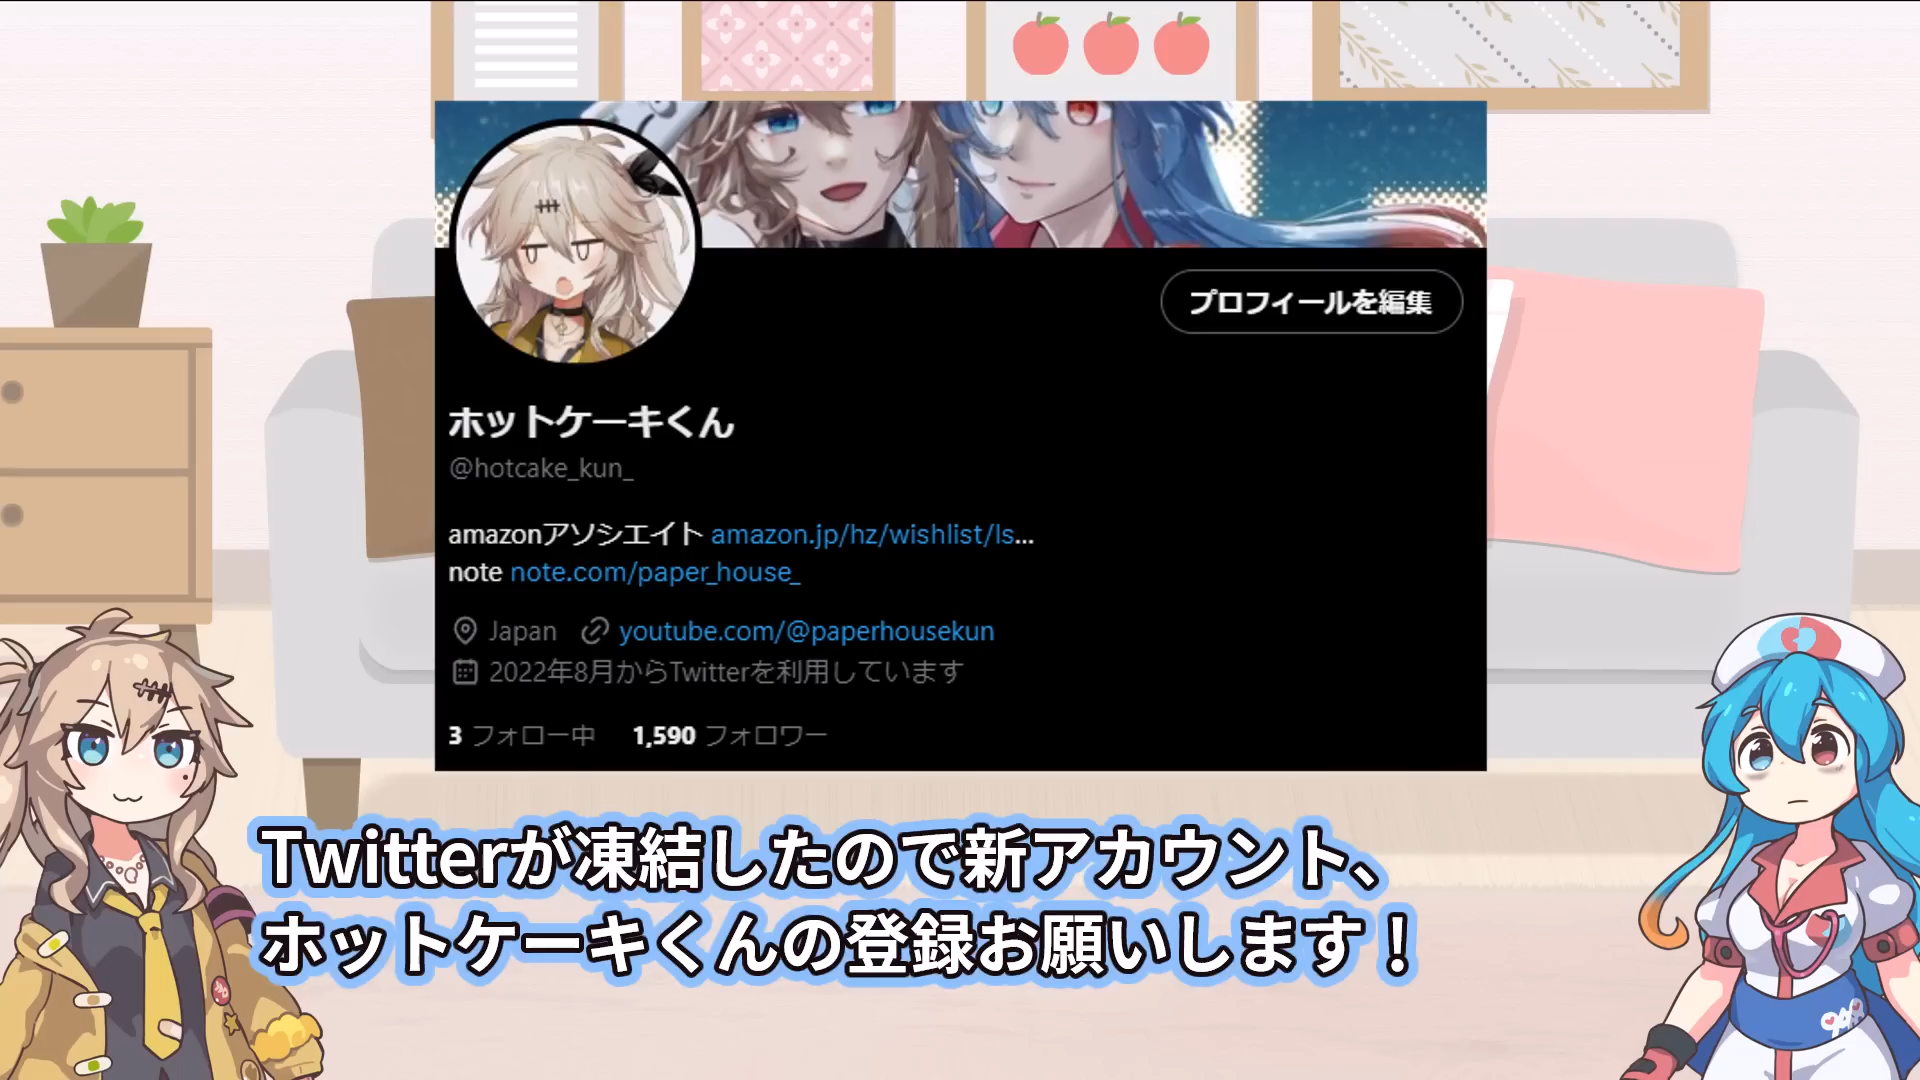 プロフィールを編集
ホットケーキくん
@hotcake_kun_
amazonアソシエイト amazon.jp/hz/wishlist/ls...
note note.com/paper_house_
Japan youtube.com/@paperhousekun
2022年8月からTwitterを利用しています
3 フォロー中 1,590 フォロワー
Twitterが凍結したので新アカウント、
ホットケーキくんの登録お願いします！